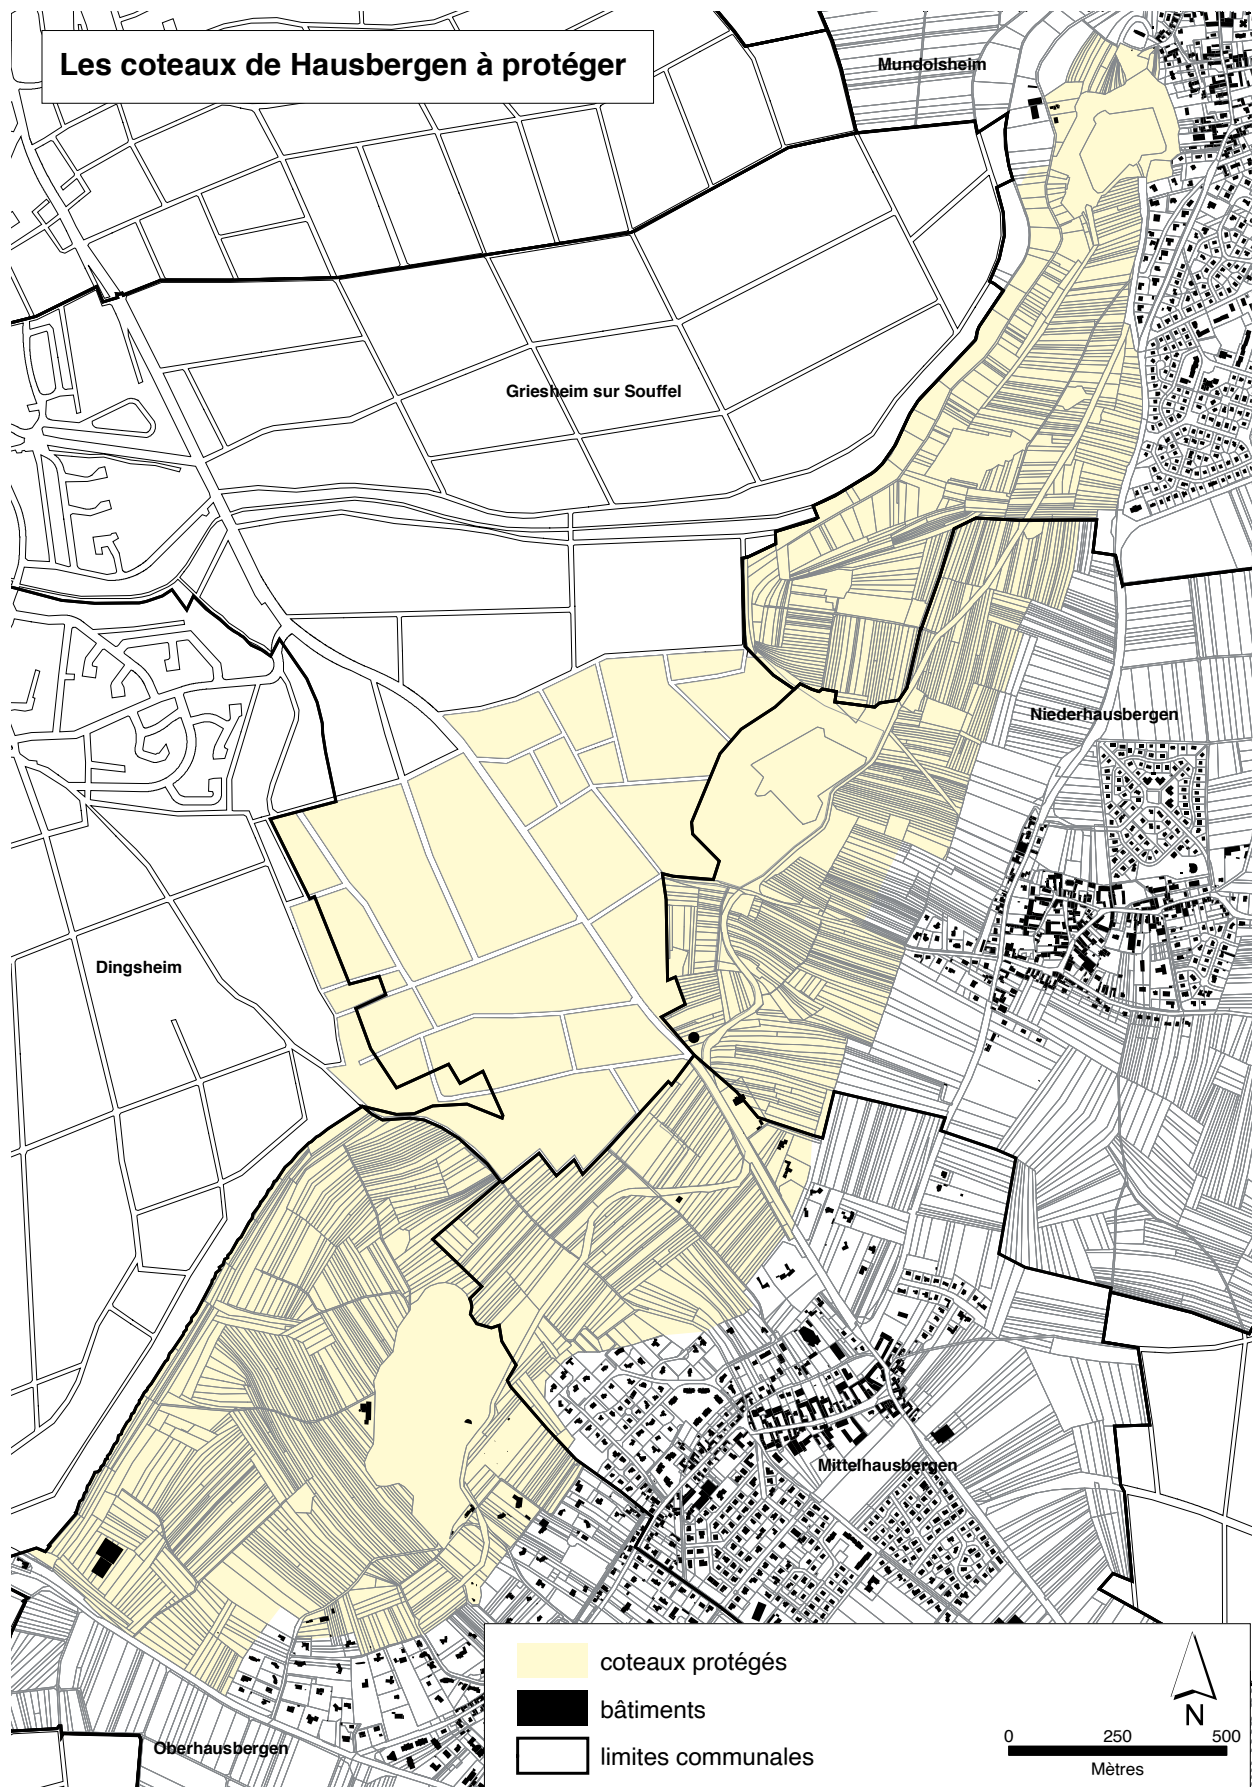 Les coteaux de Hausbergen à protéger
Mundolsheim
Griesheim sur Souffel
Niederhausbergen
Dingsheim
Mittelhausbergen
Oberhausbergen
coteaux protégés
bâtiments
limites communales
N
0 250 500
Mètres